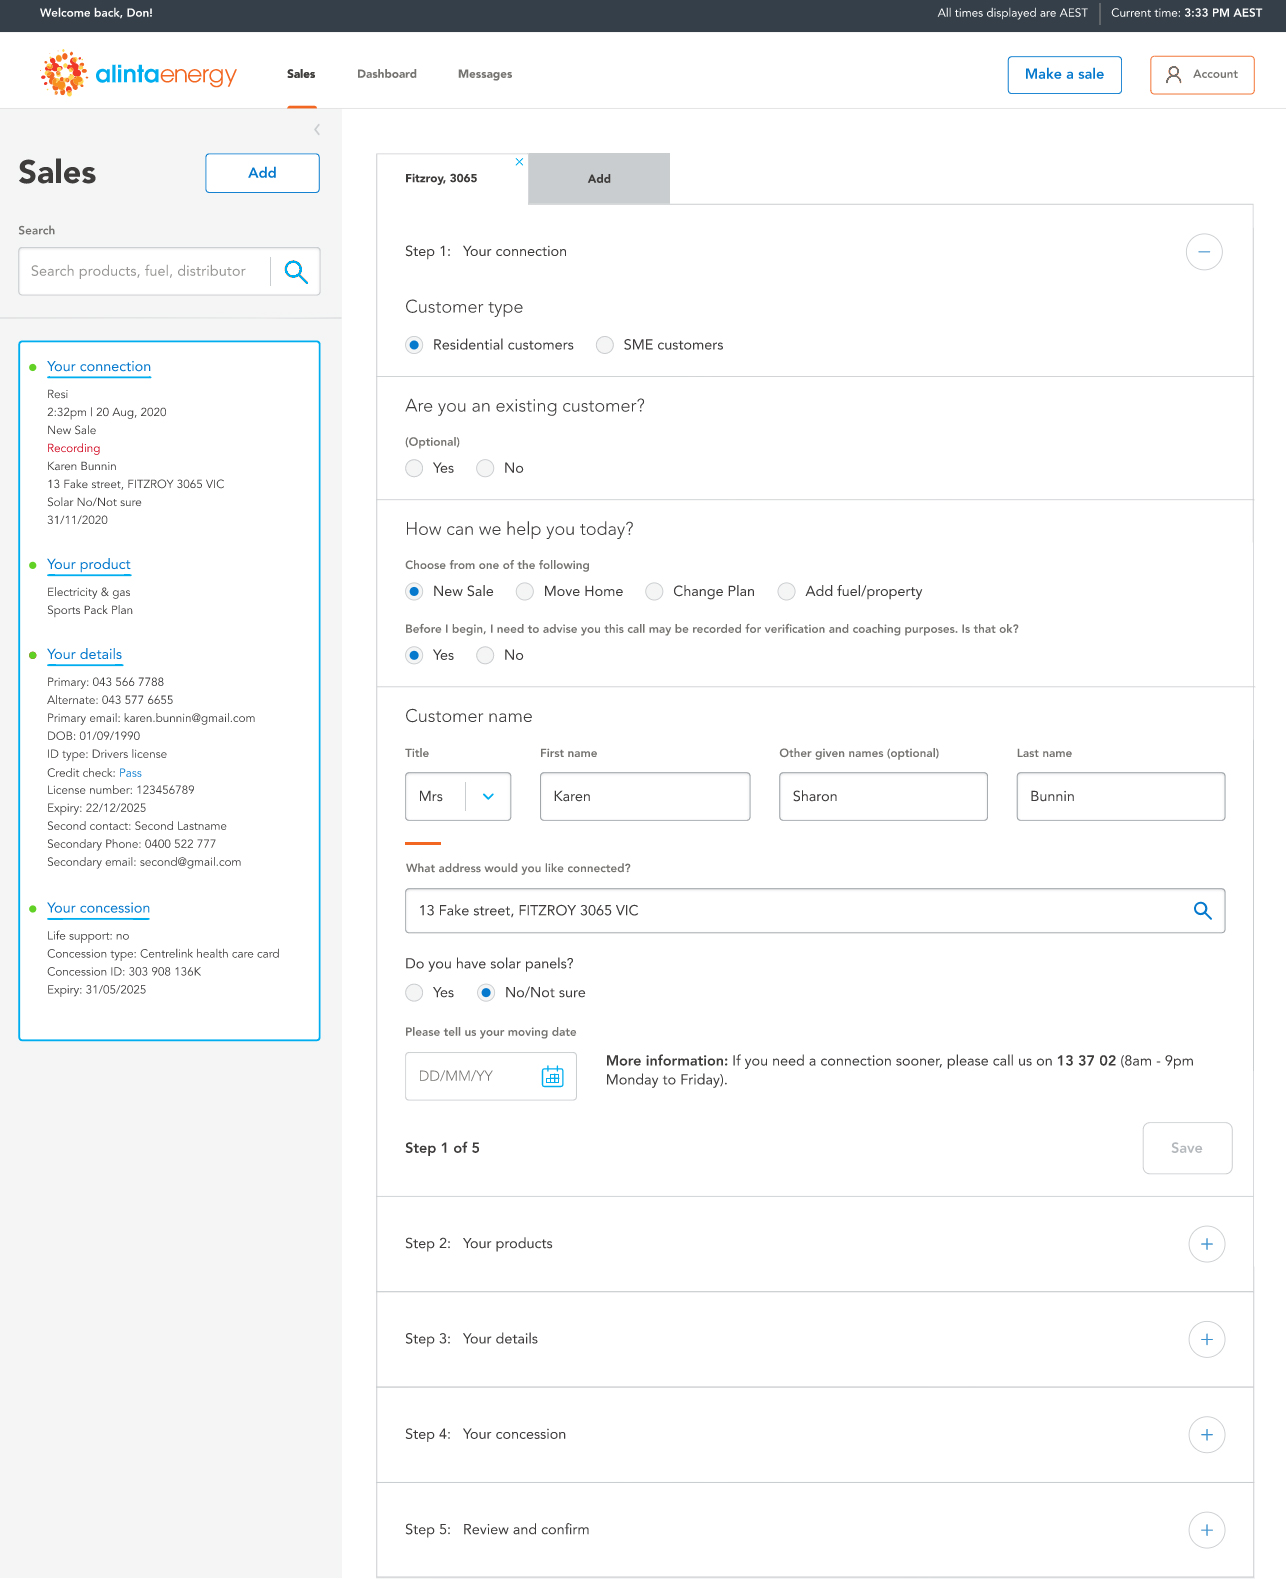 Welcome back, Don!
All times displayed are AEST
Current time: 3:33 PM AEST
alintaenergy
Sales
Dashboard
Messages
Make a sale
Account
Sales
Add
Search
Search products, fuel, distributor
Your connection
Resi
2:32pm | 20 Aug, 2020
New Sale
Recording
Karen Bunnin
13 Fake street, FITZROY 3065 VIC
Solar No/Not sure
31/11/2020
Your product
Electricity & gas
Sports Pack Plan
Your details
Primary: 043 566 7788
Alternate: 043 577 6655
Primary email: karen.bunnin@gmail.com
DOB: 01/09/1990
ID type: Drivers license
Credit check: Pass
License number: 123456789
Expiry: 22/12/2025
Second contact: Second Lastname
Secondary Phone: 0400 522 777
Secondary email: second@gmail.com
Your concession
Life support: no
Concession type: Centrelink health care card
Concession ID: 303 908 136K
Expiry: 31/05/2025
Fitzroy, 3065
Add
Step 1: Your connection
Customer type
Residential customers
SME customers
Are you an existing customer?
(Optional)
Yes
No
How can we help you today?
Choose from one of the following
New Sale
Move Home
Change Plan
Add fuel/property
Before I begin, I need to advise you this call may be recorded for verification and coaching purposes. Is that ok?
Yes
No
Customer name
Title
First name
Other given names (optional)
Last name
Mrs
Karen
Sharon
Bunnin
What address would you like connected?
13 Fake street, FITZROY 3065 VIC
Do you have solar panels?
Yes
No/Not sure
Please tell us your moving date
DD/MM/YY
More information: If you need a connection sooner, please call us on 13 37 02 (8am - 9pm
Monday to Friday).
Step 1 of 5
Save
Step 2: Your products
Step 3: Your details
Step 4: Your concession
Step 5: Review and confirm